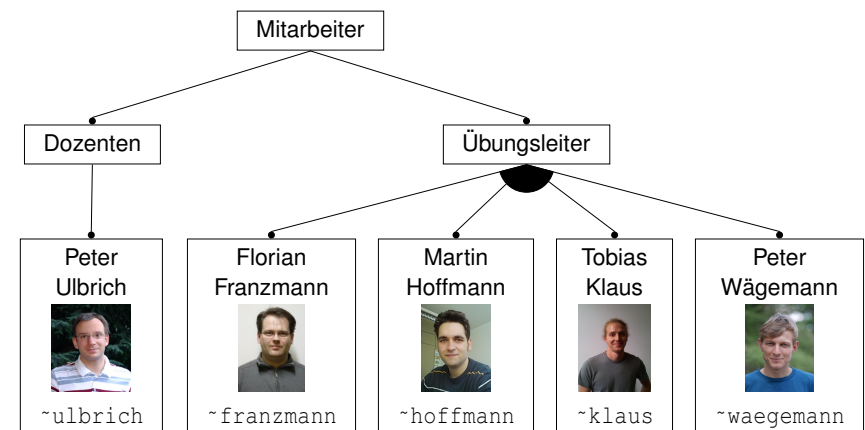 Mitarbeiter
Dozenten
Übungsleiter
Peter
Ulbrich
~ulbrich
Florian
Franzmann
~franzmann
Martin
Hoffmann
~hoffmann
Tobias
Klaus
~klaus
Peter
Wägemann
~waegemann